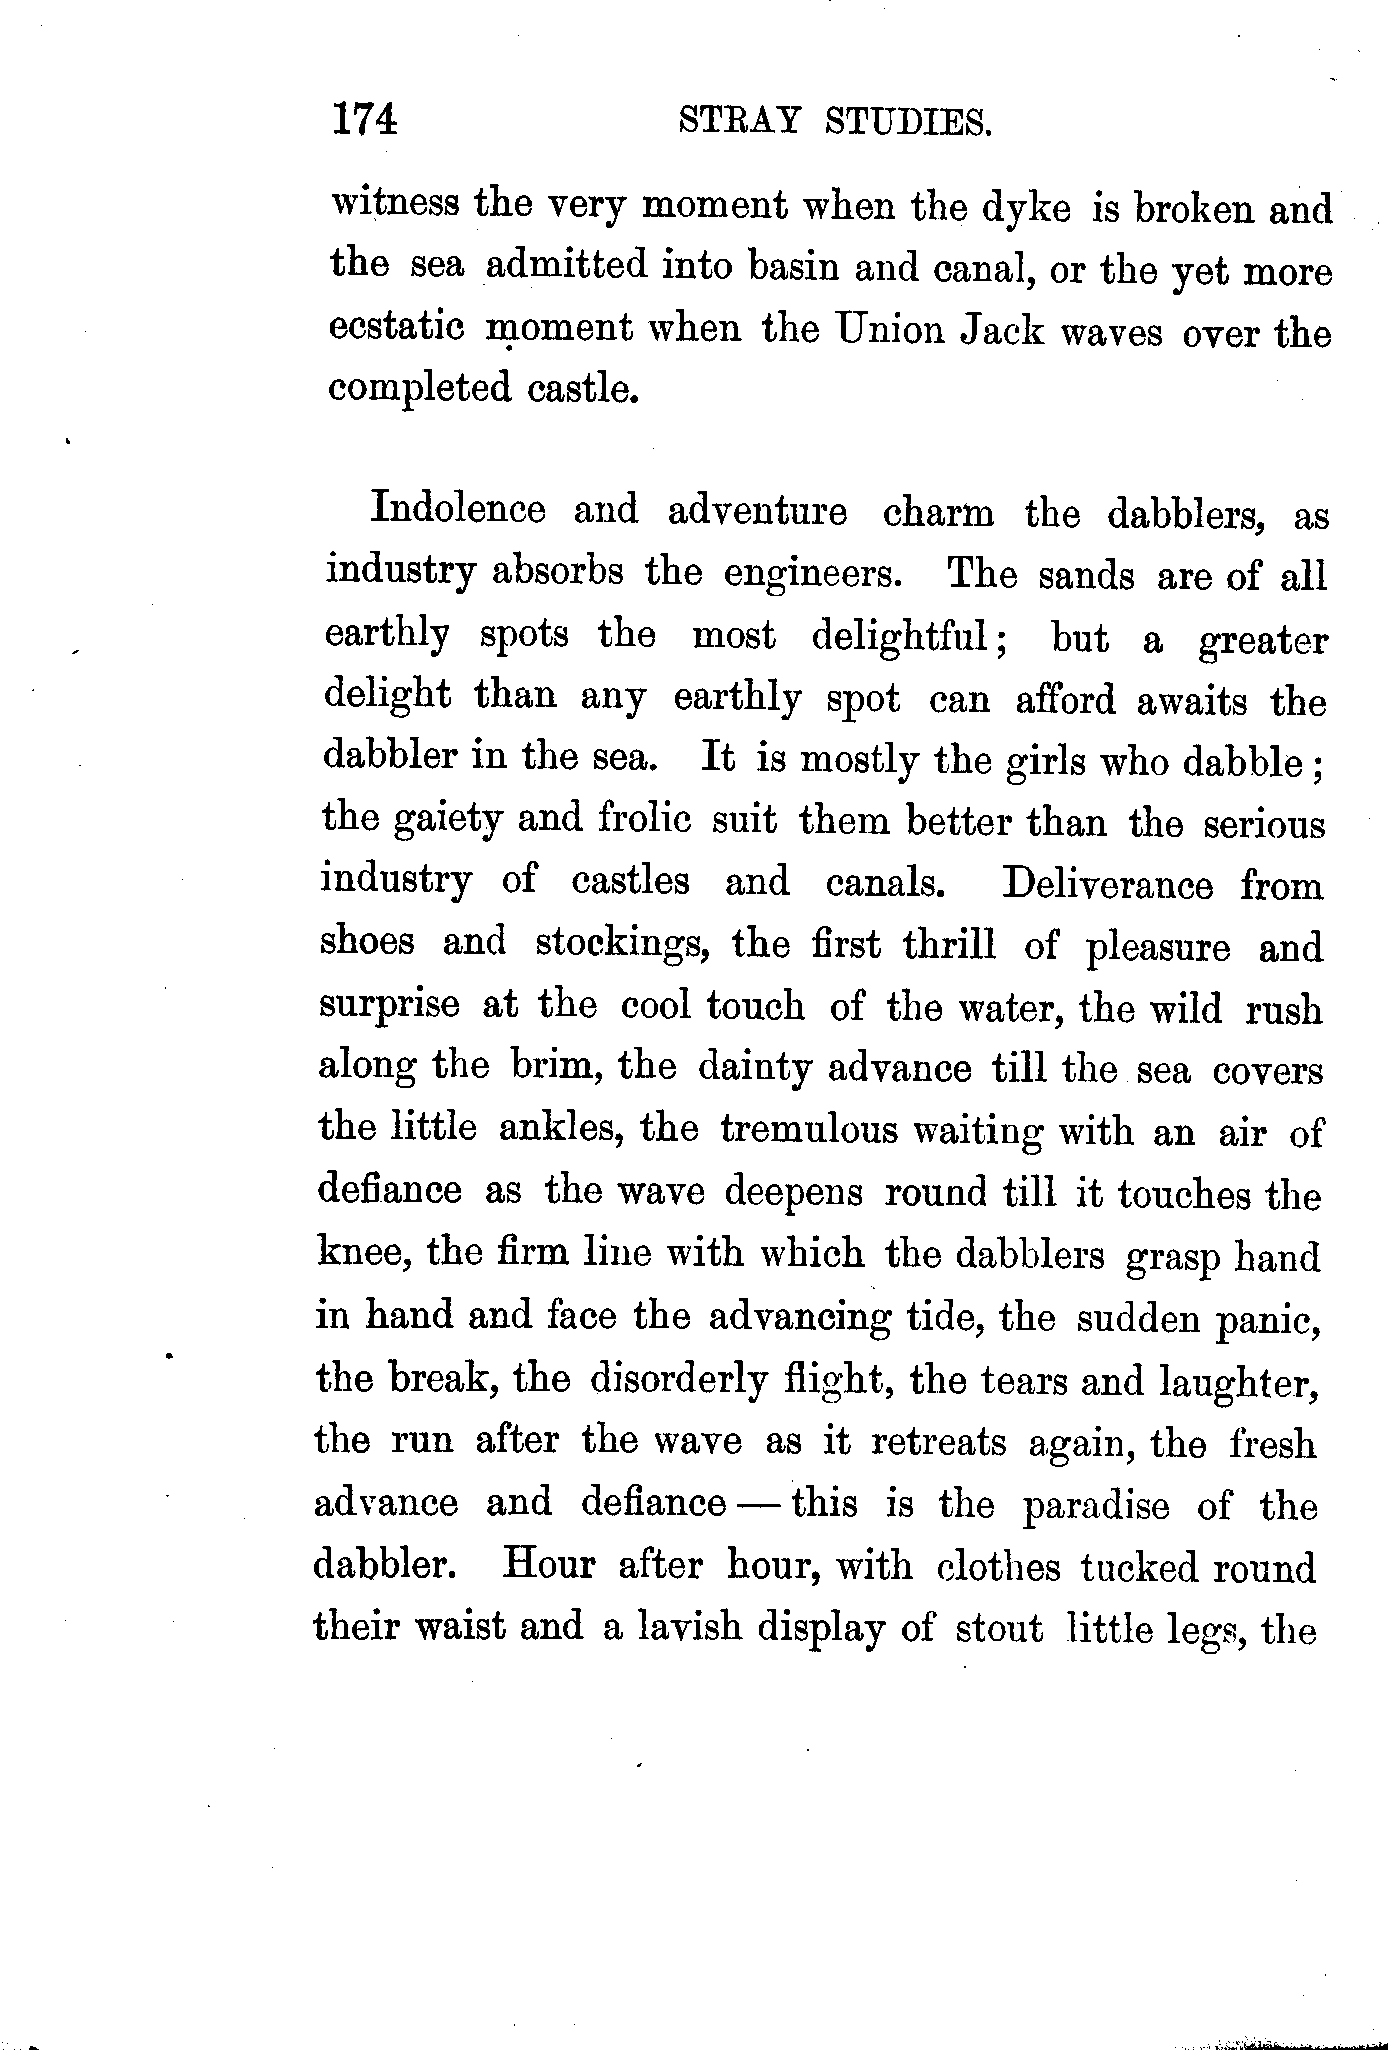 174 STRAY STUDIES.
witness the very moment when the dyke is broken and
the sea admitted into basin and canal, or the yet more
ecstatic moment when the Union Jack waves over the
completed castle.
Indolence and adventure charm the dabblers, as
industry absorbs the engineers. The sands are of all
earthly spots the most delightful; but a greater
delight than any earthly spot can afford awaits the
dabbler in the sea. It is mostly the girls who dabble;
the gaiety and frolic suit them better than the serious
industry of castles and canals. Deliverance from
shoes and stockings, the first thrill of pleasure and
surprise at the cool touch of the water, the wild rush
along the brim, the dainty advance till the sea covers
the little ankles, the tremulous waiting with an air of
defiance as the wave deepens round till it touches the
knee, the firm line with which the dabblers grasp hand
in hand and face the advancing tide, the sudden panic,
the break, the disorderly flight, the tears and laughter,
the run after the wave as it retreats again, the fresh
advance and defiance — this is the paradise of the
dabbler. Hour after hour, with clothes tucked round
their waist and a lavish display of stout little legs, the